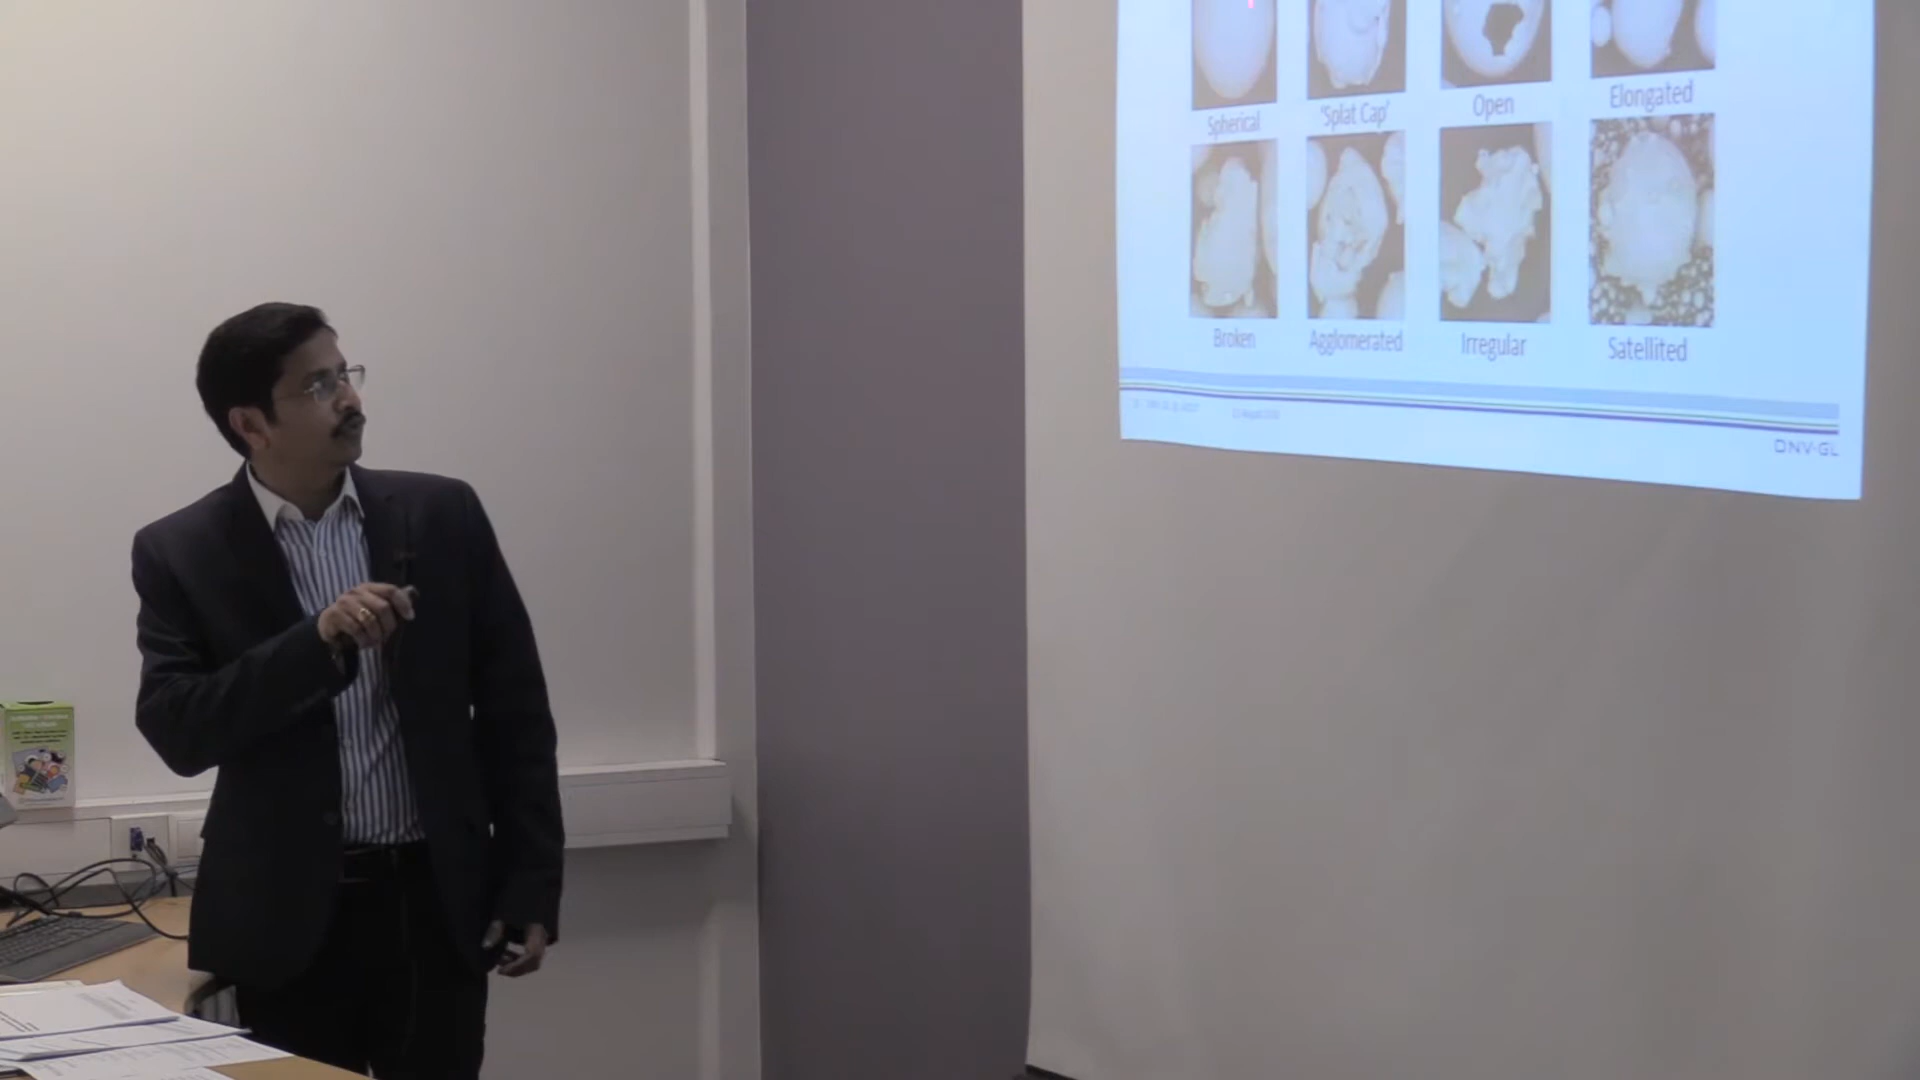 Spherical
'Splat Cap'
Open
Elongated
Broken
Agglomerated
Irregular
Satellited
DNV·GL